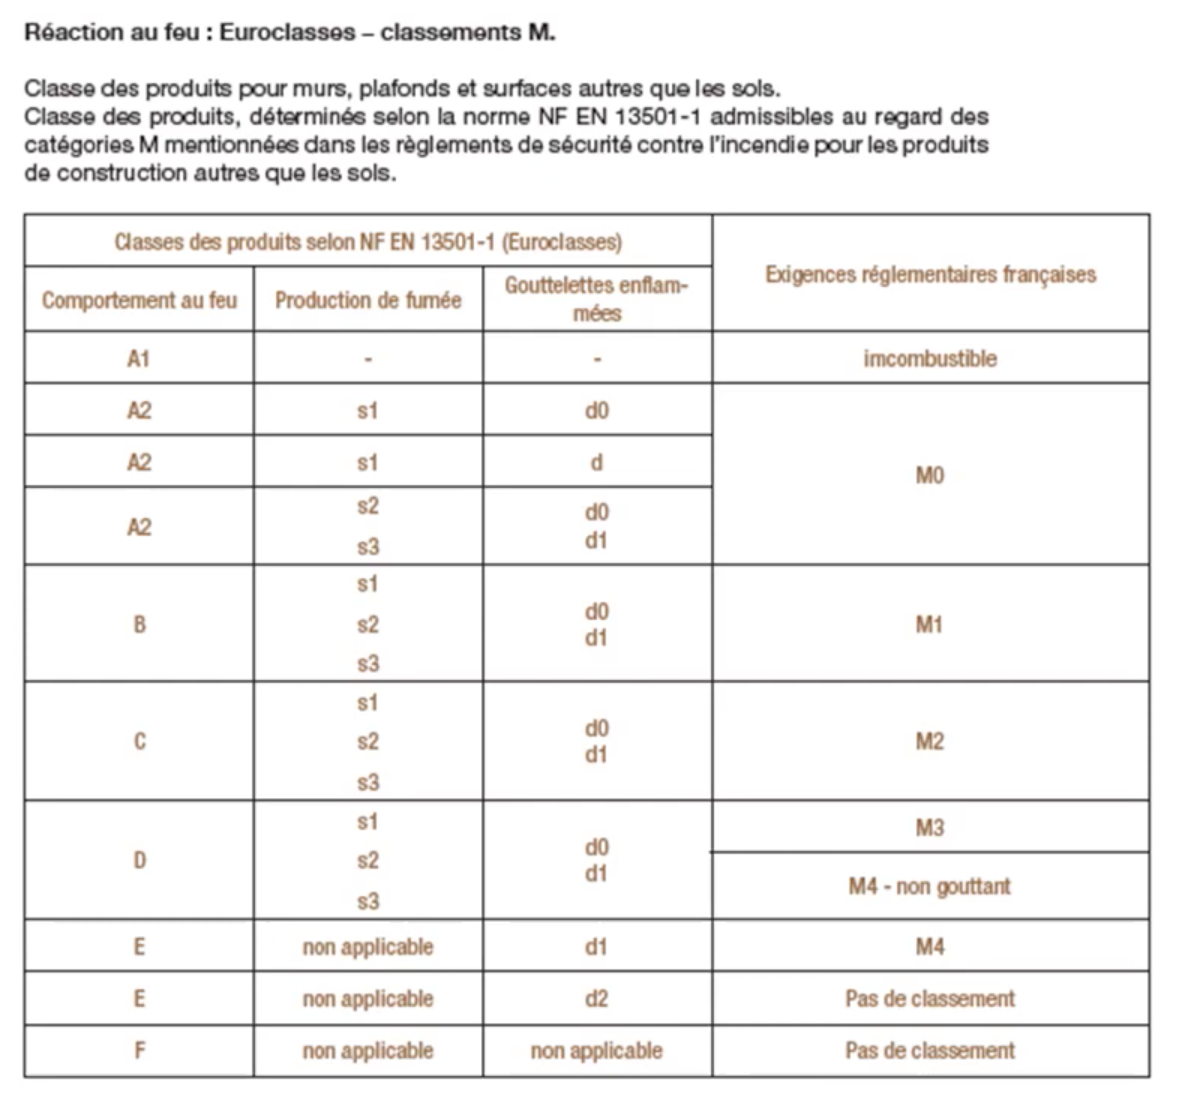 Réaction au feu : Euroclasses – classements M.
Classe des produits pour murs, plafonds et surfaces autres que les sols.
Classe des produits, déterminés selon la norme NF EN 13501-1 admissibles au regard des
catégories M mentionnées dans les règlements de sécurité contre l'incendie pour les produits
de construction autres que les sols.
Classes des produits selon NF EN 13501-1 (Euroclasses)
Exigences réglementaires françaises
Comportement au feu
Production de fumée
Gouttelettes enflam-
mées
A1
-
-
imcombustible
A2
s1
d0
M0
A2
s1
d
A2
s2
s3
d0
d1
B
s1
s2
s3
d0
d1
M1
C
s1
s2
s3
d0
d1
M2
D
s1
s2
s3
d0
d1
M3
M4 - non gouttant
E
non applicable
d1
M4
E
non applicable
d2
Pas de classement
F
non applicable
non applicable
Pas de classement